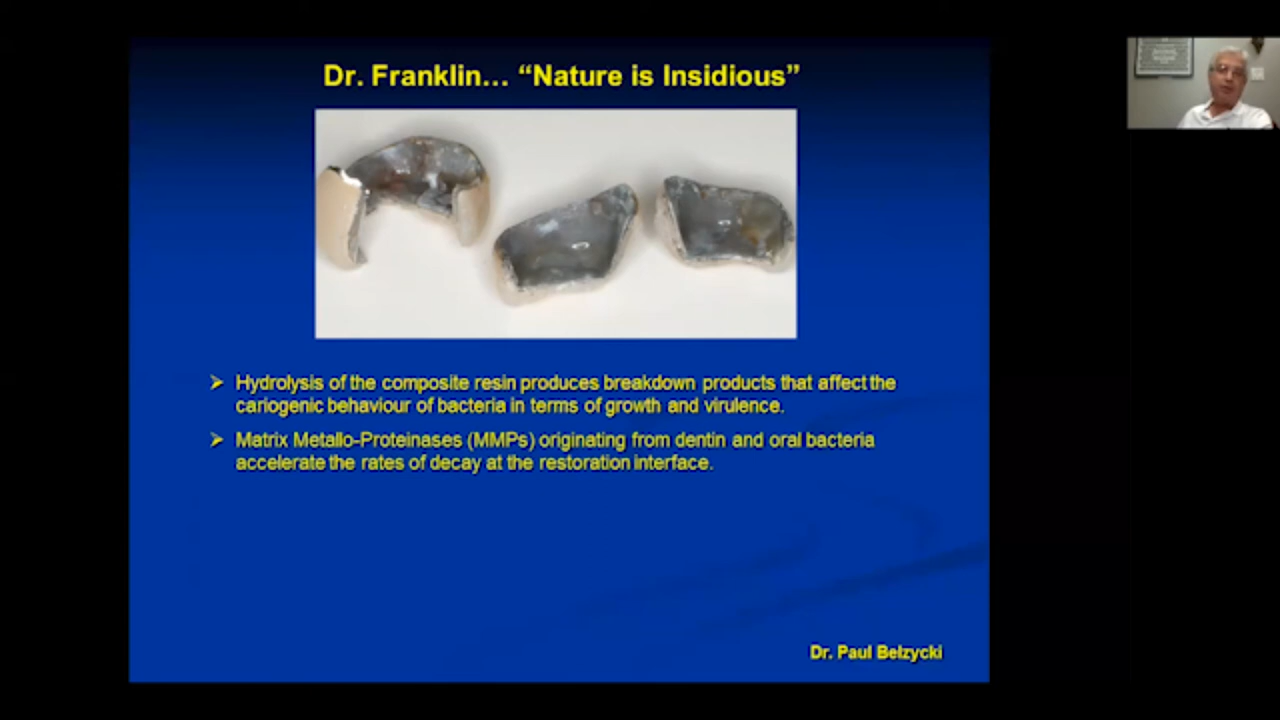 Dr. Franklin… “Nature is Insidious”
➢ Hydrolysis of the composite resin produces breakdown products that affect the
cariogenic behaviour of bacteria in terms of growth and virulence.
➢ Matrix Metallo-Proteinases (MMPs) originating from dentin and oral bacteria
accelerate the rates of decay at the restoration interface.
Dr. Paul Belzycki